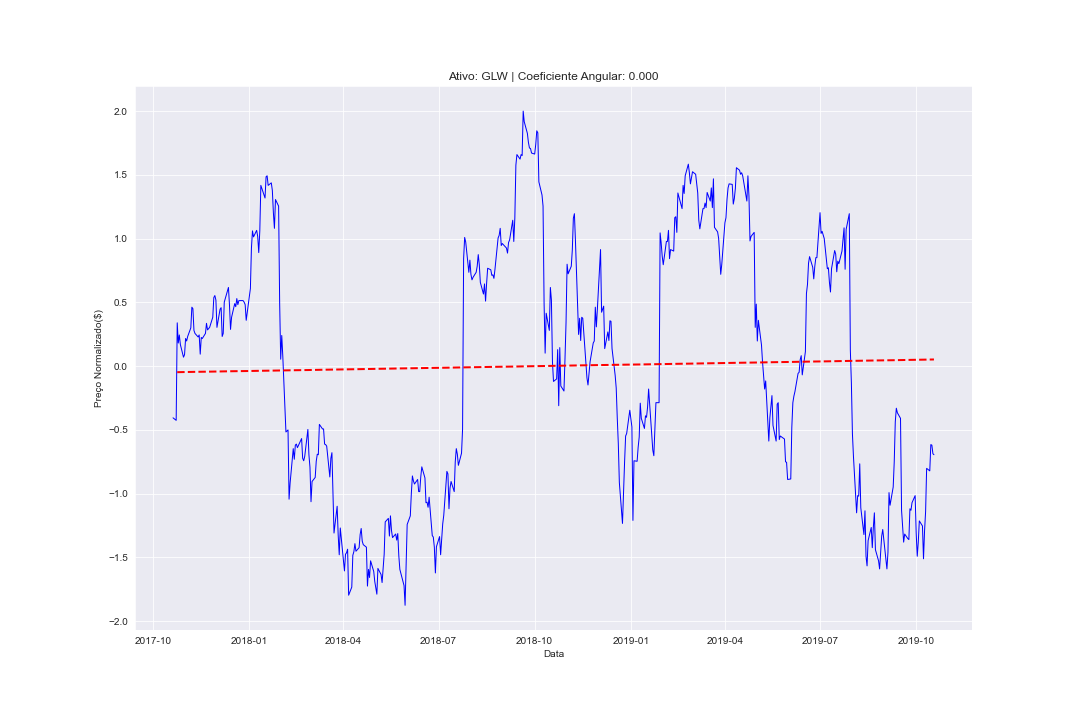 Ativo: GLW | Coeficiente Angular: 0.000
2.0
1.5
1.0
0.5
0.0
−0.5
−1.0
−1.5
−2.0
Preço Normalizado($)
2017-10 2018-01 2018-04 2018-07 2018-10 2019-01 2019-04 2019-07 2019-10
Data